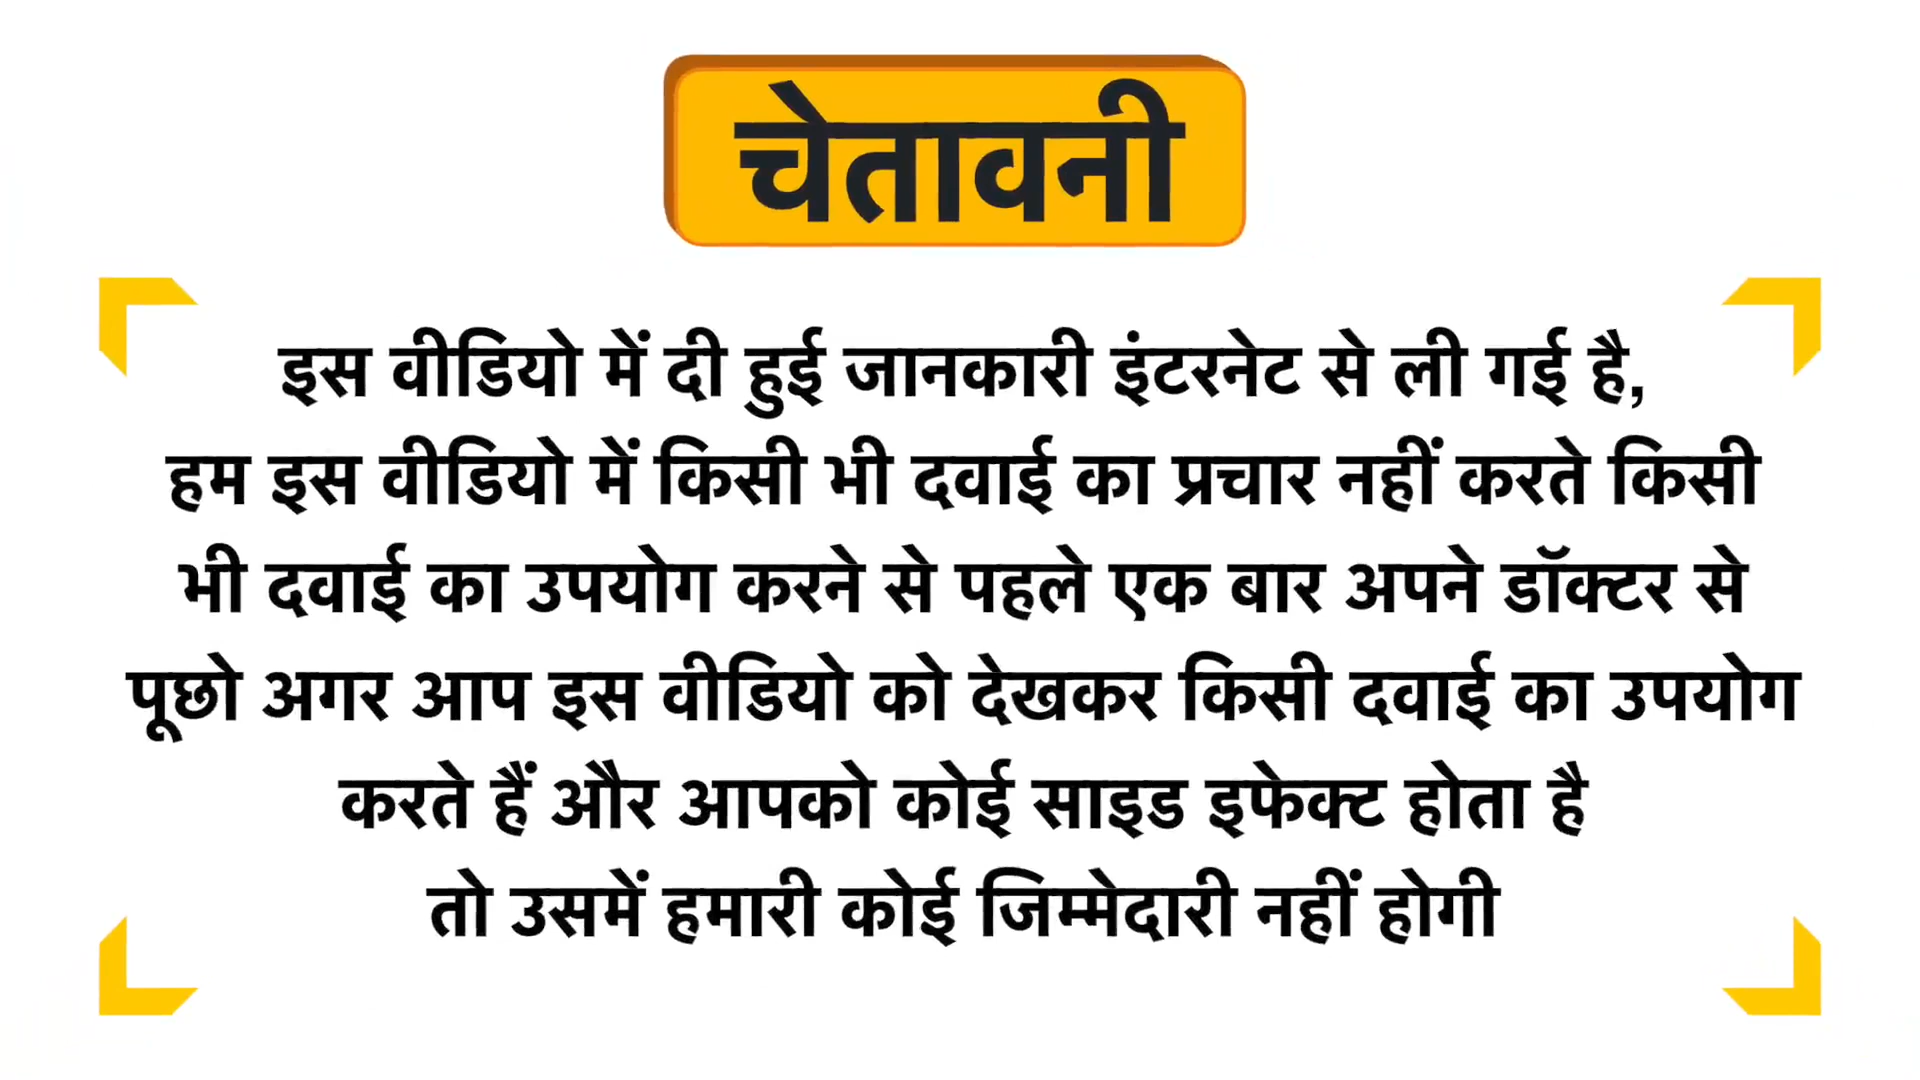 चेतावनी
इस वीडियो में दी हुई जानकारी इंटरनेट से ली गई है,
हम इस वीडियो में किसी भी दवाई का प्रचार नहीं करते किसी
भी दवाई का उपयोग करने से पहले एक बार अपने डॉक्टर से
पूछो अगर आप इस वीडियो को देखकर किसी दवाई का उपयोग
करते हैं और आपको कोई साइड इफेक्ट होता है
तो उसमें हमारी कोई जिम्मेदारी नहीं होगी